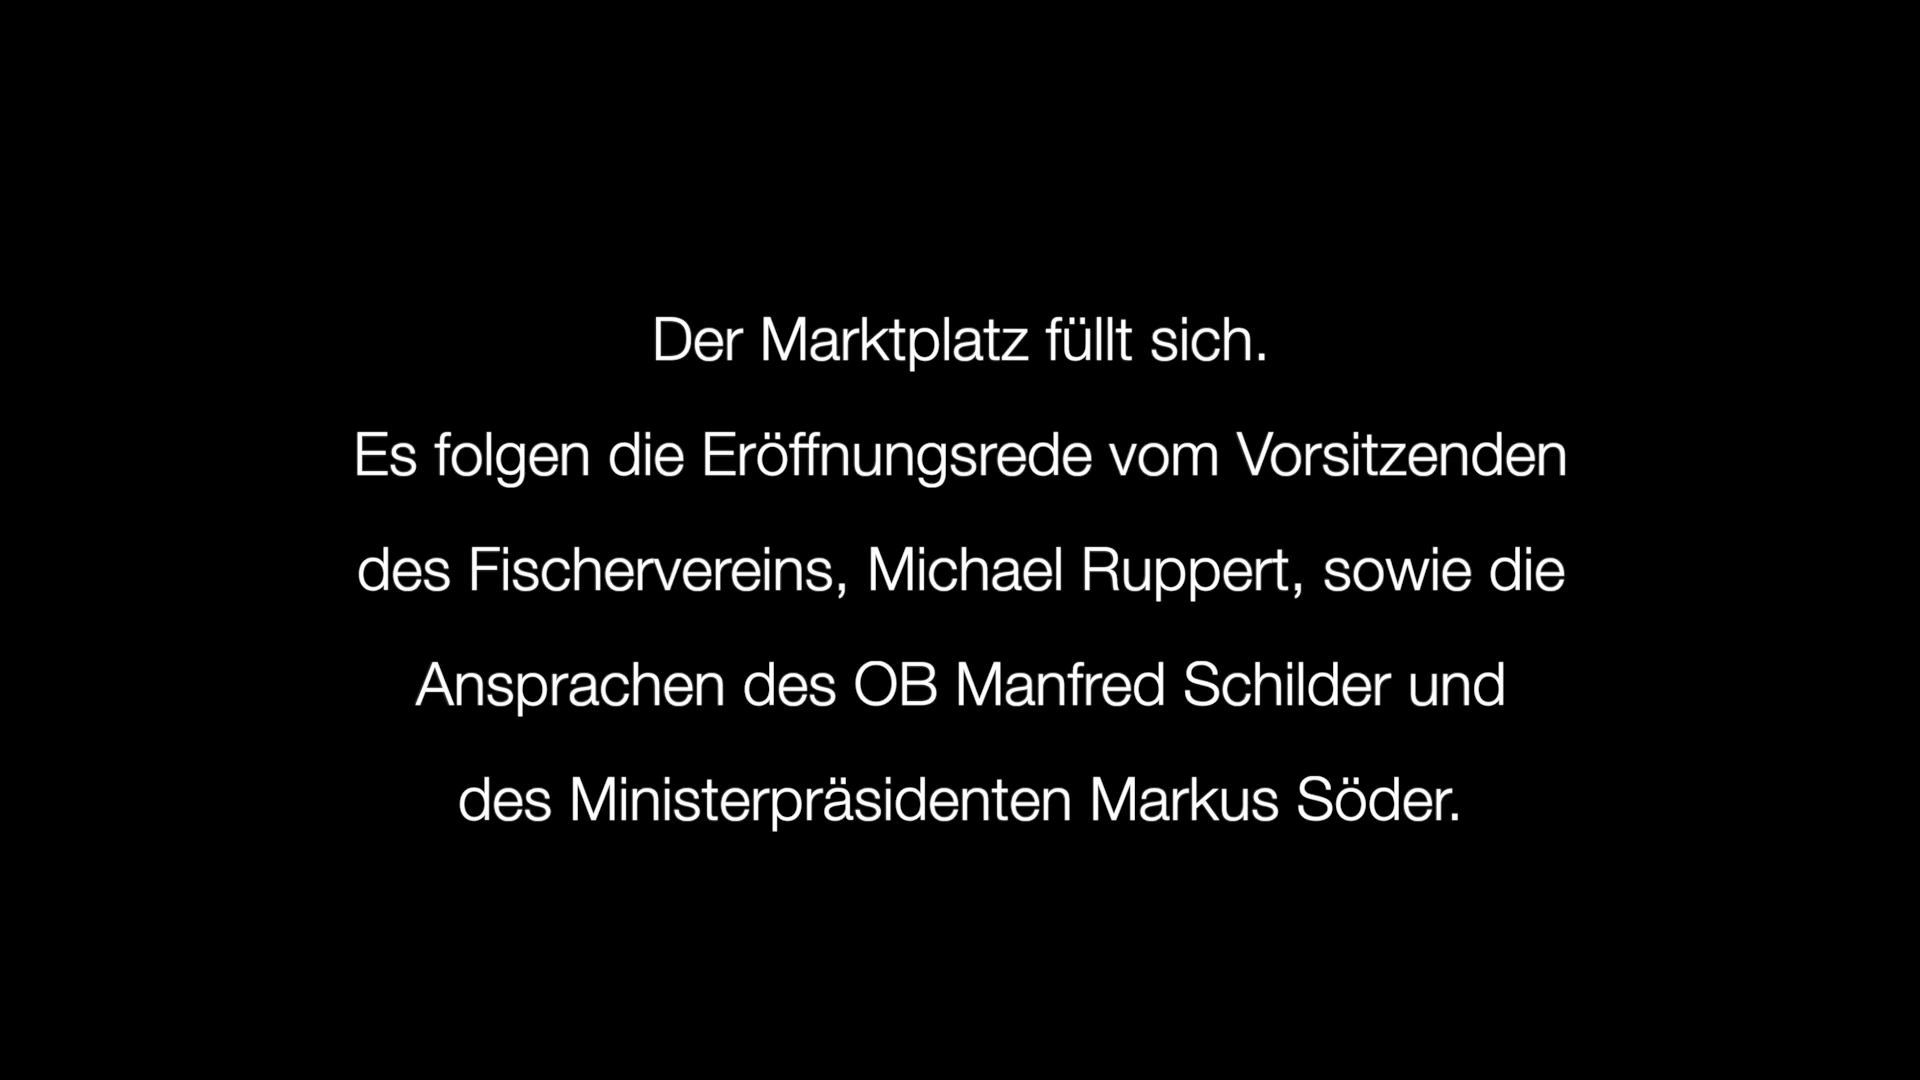 Der Marktplatz füllt sich.
Es folgen die Eröffnungsrede vom Vorsitzenden
des Fischervereins, Michael Ruppert, sowie die
Ansprachen des OB Manfred Schilder und
des Ministerpräsidenten Markus Söder.